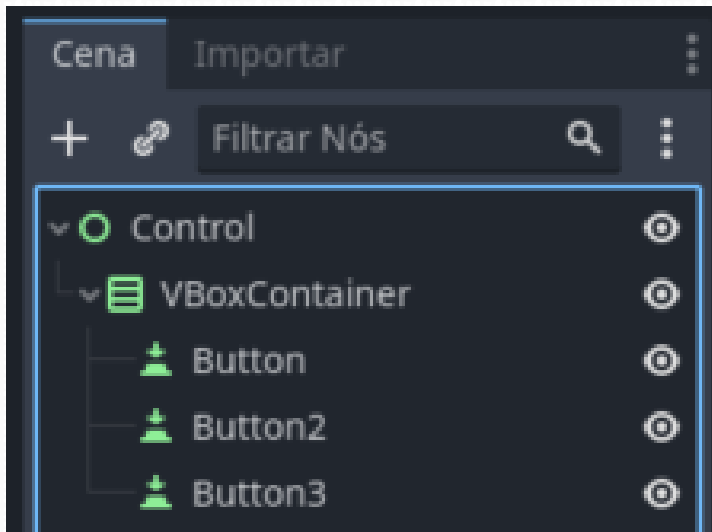 Cena Importar
Filtrar Nós
Control
VBoxContainer
Button
Button2
Button3